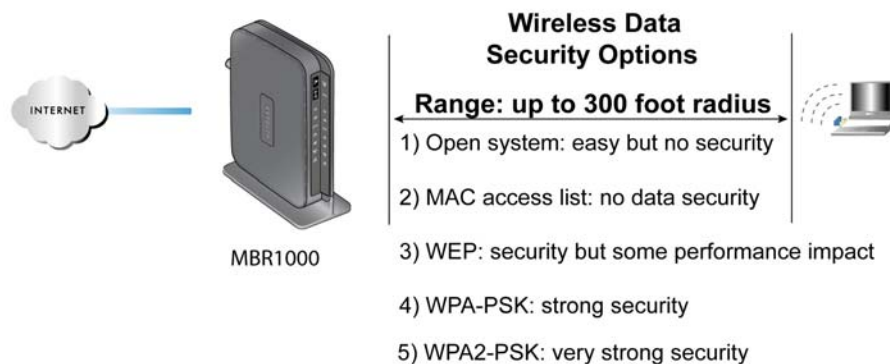 Wireless Data
Security Options
INTERNET
Range: up to 300 foot radius
1) Open system: easy but no security
2) MAC access list: no data security
MBR1000
3) WEP: security but some performance impact
4) WPA-PSK: strong security
5) WPA2-PSK: very strong security